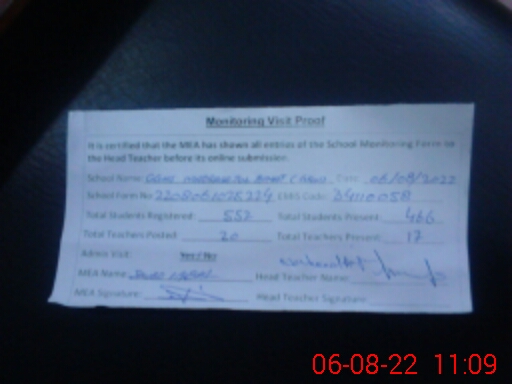 Monitoring Visit Proof
It is certified that the MEA has shown all entries of the School Monitoring Form to
the Head Teacher before its online submission.
School Name: Date: 06/08/2022
School Form No: EMIS Code: 34110058
Total Students Registered: 552 Total Students Present: 466
Total Teachers Posted: 20 Total Teachers Present: 17
Admn Visit: Yes / No
MEA Name: Head Teacher Name:
MEA Signature: Head Teacher Signature:
06-08-22 11:09